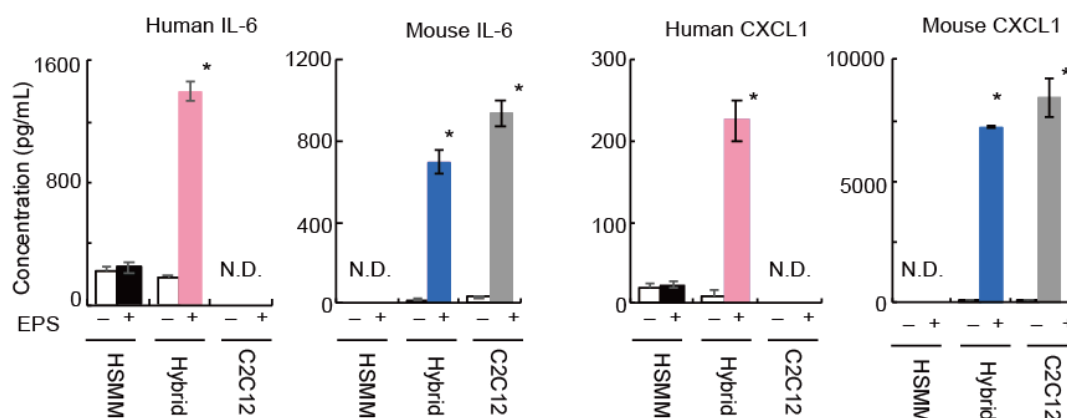 Human IL-6
Mouse IL-6
Human CXCL1
Mouse CXCL1
Concentration (pg/mL)
1600
800
0
*
N.D.
1200
800
400
0
N.D.
*
*
300
200
100
0
*
N.D.
10000
5000
0
N.D.
*
*
EPS
– + – + – +
– + – + – +
– + – + – +
– + – + – +
HSMM
Hybrid
C2C12
HSMM
Hybrid
C2C12
HSMM
Hybrid
C2C12
HSMM
Hybrid
C2C12